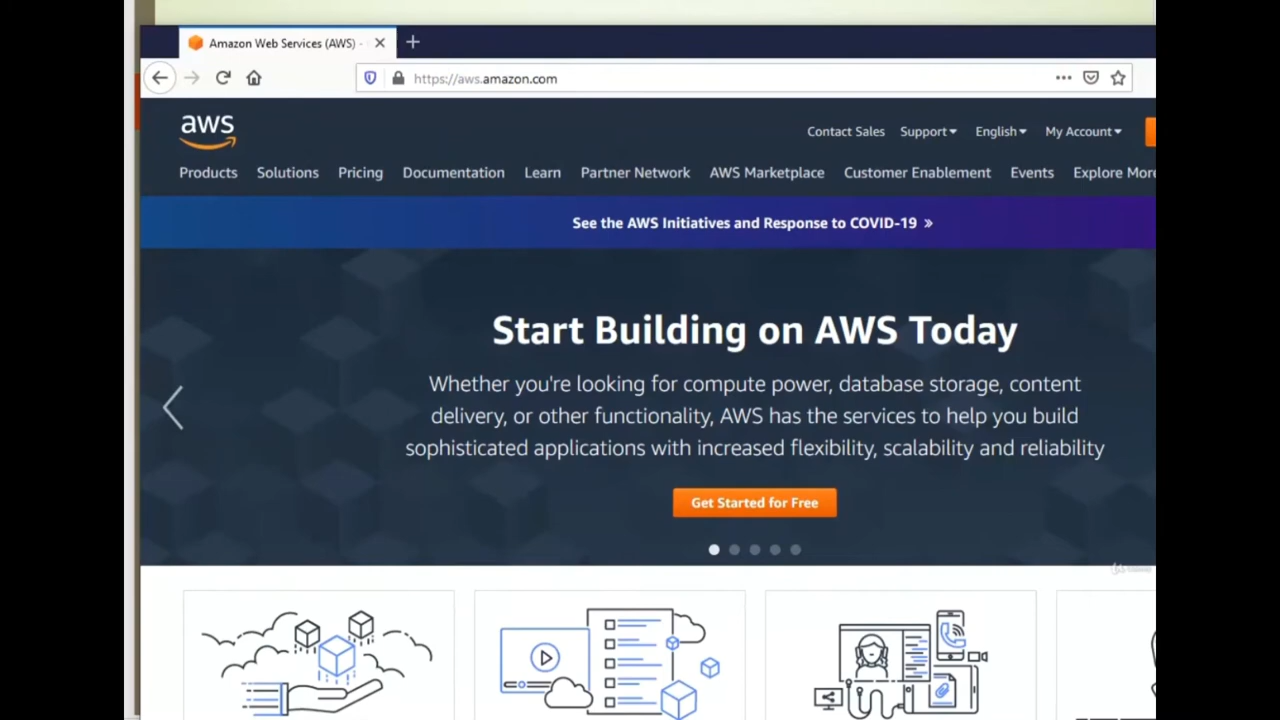 Amazon Web Services (AWS) -
https://aws.amazon.com
aws
Contact Sales Support English My Account
Products Solutions Pricing Documentation Learn Partner Network AWS Marketplace Customer Enablement Events Explore More
See the AWS Initiatives and Response to COVID-19 »
Start Building on AWS Today
Whether you're looking for compute power, database storage, content
delivery, or other functionality, AWS has the services to help you build
sophisticated applications with increased flexibility, scalability and reliability
Get Started for Free